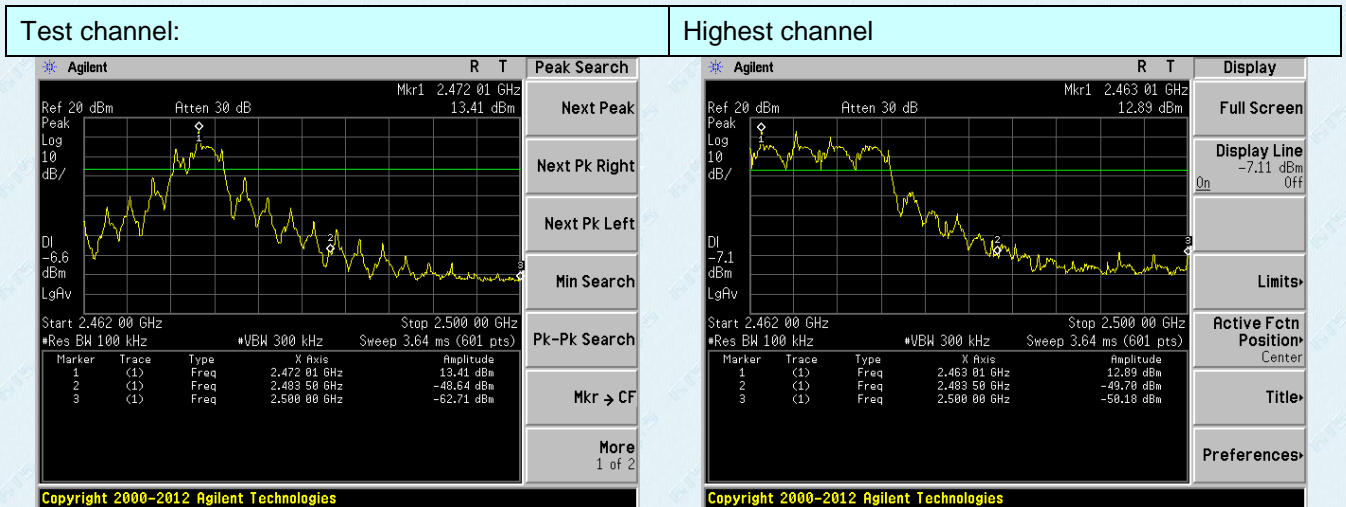 Test channel:
Highest channel
Agilent R T Peak Search
Mkr1 2.472 01 GHz
Ref 20 dBm Atten 30 dB 13.41 dBm
Peak
Log
10
dB/
1
2
3
DI
-6.6
dBm
LgAv
Start 2.462 00 GHz Stop 2.500 00 GHz
#Res BW 100 kHz #VBW 300 kHz Sweep 3.64 ms (601 pts)
Marker Trace Type X Axis Amplitude
1 (1) Freq 2.472 01 GHz 13.41 dBm
2 (1) Freq 2.483 50 GHz -48.64 dBm
3 (1) Freq 2.500 00 GHz -62.71 dBm
Next Peak
Next Pk Right
Next Pk Left
Min Search
Pk-Pk Search
Mkr → CF
More
1 of 2
Copyright 2000-2012 Agilent Technologies
Agilent R T Display
Mkr1 2.463 01 GHz
Ref 20 dBm Atten 30 dB 12.89 dBm
Peak
Log
10
dB/
1
2
3
DI
-7.1
dBm
LgAv
Start 2.462 00 GHz Stop 2.500 00 GHz
#Res BW 100 kHz #VBW 300 kHz Sweep 3.64 ms (601 pts)
Marker Trace Type X Axis Amplitude
1 (1) Freq 2.463 01 GHz 12.89 dBm
2 (1) Freq 2.483 50 GHz -49.70 dBm
3 (1) Freq 2.500 00 GHz -50.18 dBm
Full Screen
Display Line
-7.11 dBm
On Off
Limits
Active Fctn
Position
Center
Title
Preferences
Copyright 2000-2012 Agilent Technologies